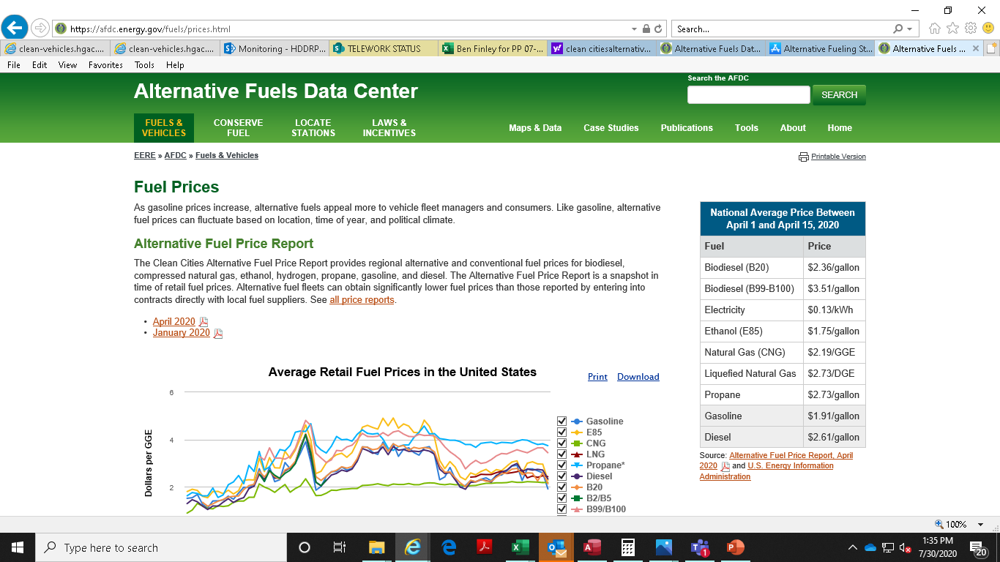 https://afdc.energy.gov/fuels/prices.html
Search...
clean-vehicles.hgac....
clean-vehicles.hgac....
Monitoring - HDDRP...
TELEWORK STATUS
Ben Finley for PP 07-...
clean citiesalternativ...
Alternative Fuels Dat...
Alternative Fueling St...
Alternative Fuels ...
File Edit View Favorites Tools Help
Alternative Fuels Data Center
Search the AFDC
SEARCH
FUELS &
VEHICLES
CONSERVE
FUEL
LOCATE
STATIONS
LAWS &
INCENTIVES
Maps & Data
Case Studies
Publications
Tools
About
Home
EERE » AFDC » Fuels & Vehicles
Printable Version
Fuel Prices
As gasoline prices increase, alternative fuels appeal more to vehicle fleet managers and consumers. Like gasoline, alternative
fuel prices can fluctuate based on location, time of year, and political climate.
Alternative Fuel Price Report
The Clean Cities Alternative Fuel Price Report provides regional alternative and conventional fuel prices for biodiesel,
compressed natural gas, ethanol, hydrogen, propane, gasoline, and diesel. The Alternative Fuel Price Report is a snapshot in
time of retail fuel prices. Alternative fuel fleets can obtain significantly lower fuel prices than those reported by entering into
contracts directly with local fuel suppliers. See all price reports.
• April 2020
• January 2020
Average Retail Fuel Prices in the United States
Print Download
Dollars per GGE
6
4
2
Gasoline
E85
CNG
LNG
Propane*
Diesel
B20
B2/B5
B99/B100
National Average Price Between
April 1 and April 15, 2020
Fuel Price
Biodiesel (B20) $2.36/gallon
Biodiesel (B99-B100) $3.51/gallon
Electricity $0.13/kWh
Ethanol (E85) $1.75/gallon
Natural Gas (CNG) $2.19/GGE
Liquefied Natural Gas $2.73/DGE
Propane $2.73/gallon
Gasoline $1.91/gallon
Diesel $2.61/gallon
Source: Alternative Fuel Price Report, April
2020 and U.S. Energy Information
Administration
100%
Type here to search
1:35 PM
7/30/2020
20
1